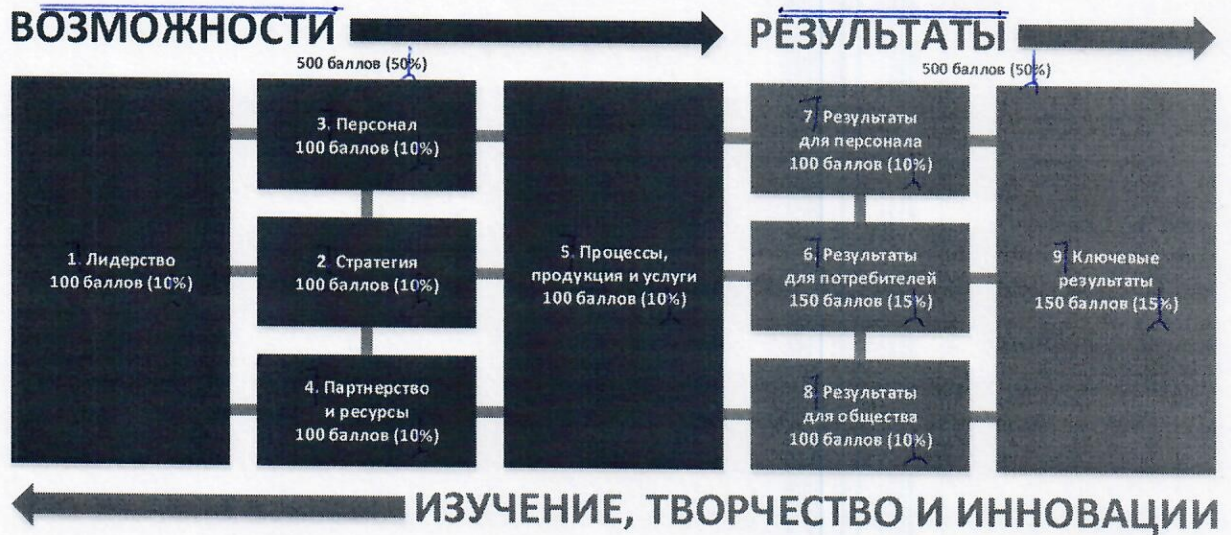 ВОЗМОЖНОСТИ
500 баллов (50%)
РЕЗУЛЬТАТЫ
500 баллов (50%)
1. Лидерство
100 баллов (10%)
3. Персонал
100 баллов (10%)
2. Стратегия
100 баллов (10%)
4. Партнерство
и ресурсы
100 баллов (10%)
5. Процессы,
продукция и услуги
100 баллов (10%)
7. Результаты
для персонала
100 баллов (10%)
6. Результаты
для потребителей
150 баллов (15%)
8. Результаты
для общества
100 баллов (10%)
9. Ключевые
результаты
150 баллов (15%)
ИЗУЧЕНИЕ, ТВОРЧЕСТВО И ИННОВАЦИИ